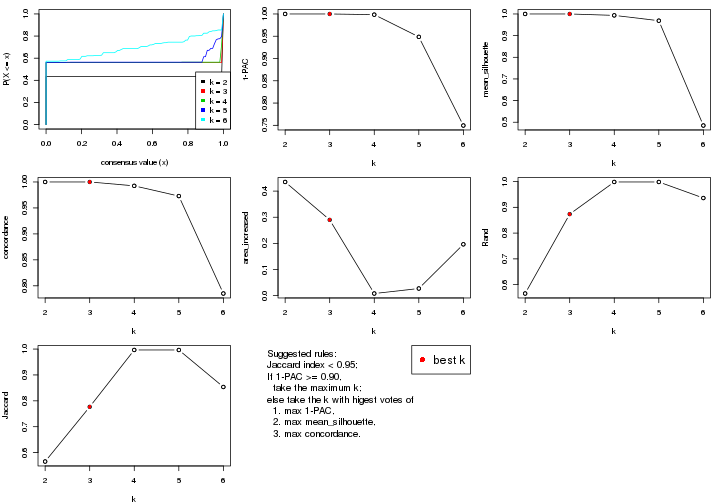 P(X <= x)
0.0 0.2 0.4 0.6 0.8 1.0
k = 2
k = 3
k = 4
k = 5
k = 6
0.0 0.2 0.4 0.6 0.8 1.0
consensus value (x)
1-PAC
0.75 0.80 0.85 0.90 0.95 1.00
2 3 4 5 6
k
mean_silhouette
0.5 0.6 0.7 0.8 0.9 1.0
2 3 4 5 6
k
concordance
0.80 0.85 0.90 0.95 1.00
2 3 4 5 6
k
area_increased
0.0 0.1 0.2 0.3 0.4
2 3 4 5 6
k
Rand
0.6 0.7 0.8 0.9 1.0
2 3 4 5 6
k
Jaccard
0.6 0.7 0.8 0.9 1.0
2 3 4 5 6
k
Suggested rules:
Jaccard index < 0.95;
If 1-PAC >= 0.90,
take the maximum k;
else take the k with higest votes of
1. max 1-PAC,
2. max mean_silhouette,
3. max concordance.
best k